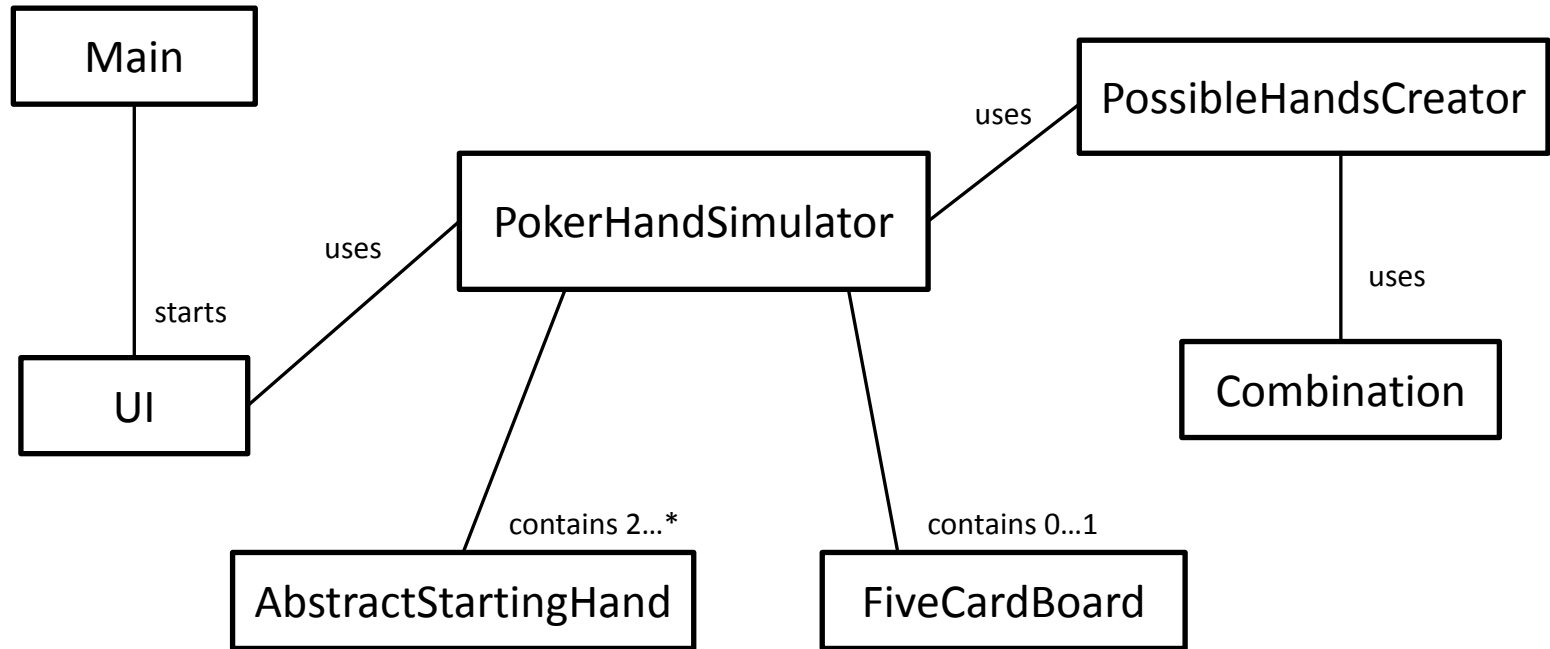 Main
PossibleHandsCreator
uses
PokerHandSimulator
uses
uses
starts
UI
Combination
contains 2...*
contains 0...1
AbstractStartingHand
FiveCardBoard